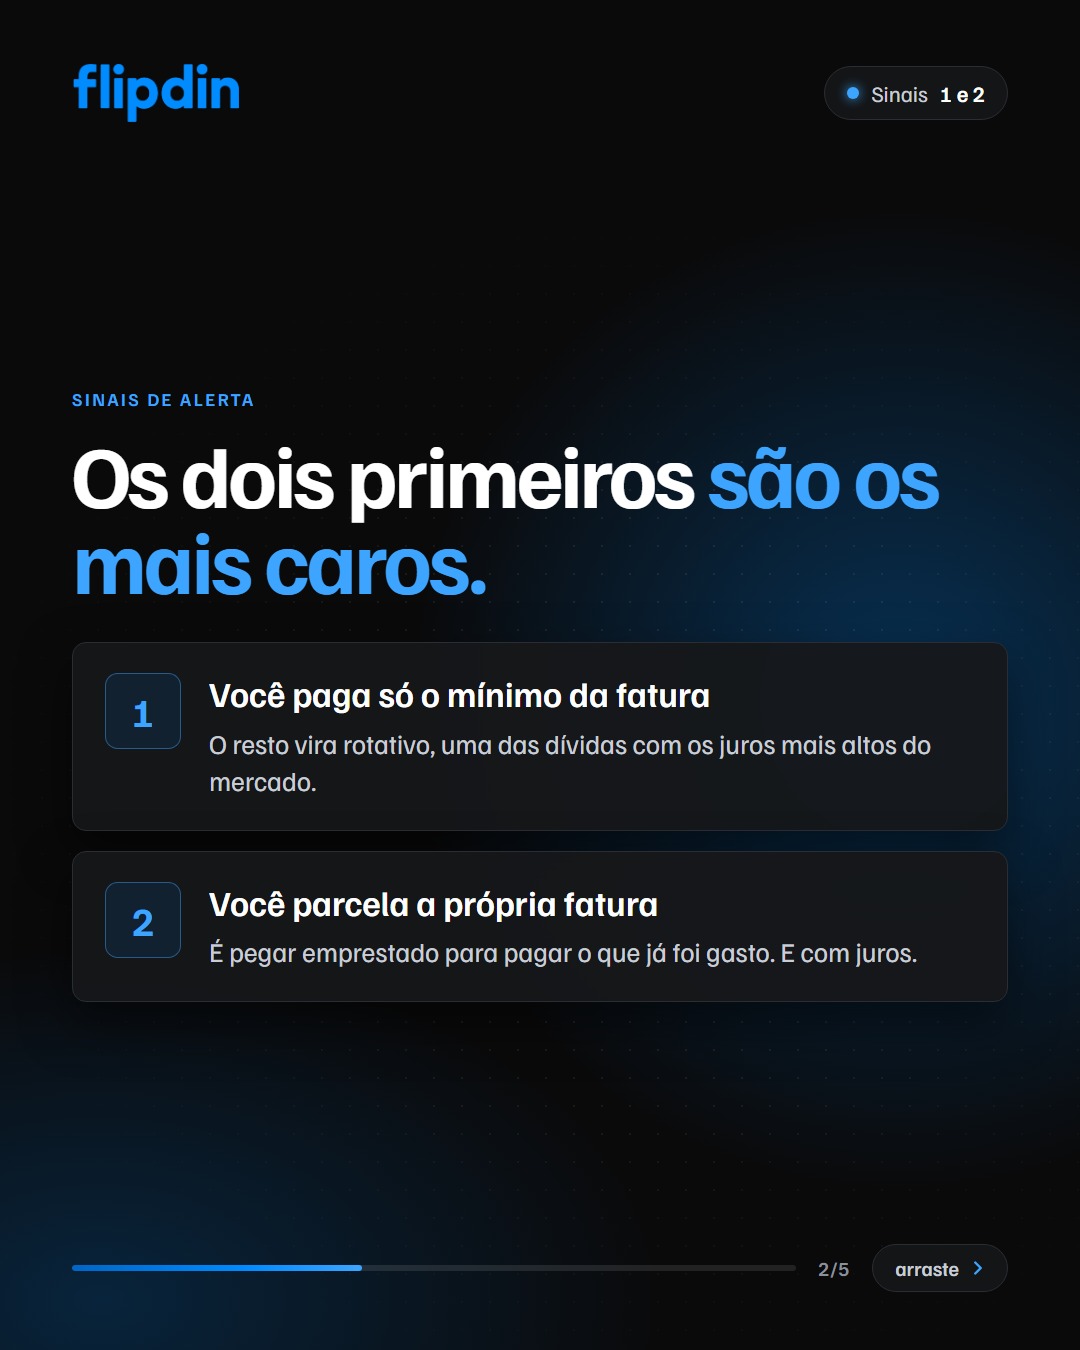 flipdin
Sinais 1 e 2
SINAIS DE ALERTA
Os dois primeiros são os
mais caros.
1
Você paga só o mínimo da fatura
O resto vira rotativo, uma das dívidas com os juros mais altos do
mercado.
2
Você parcela a própria fatura
É pegar emprestado para pagar o que já foi gasto. E com juros.
2/5
arraste